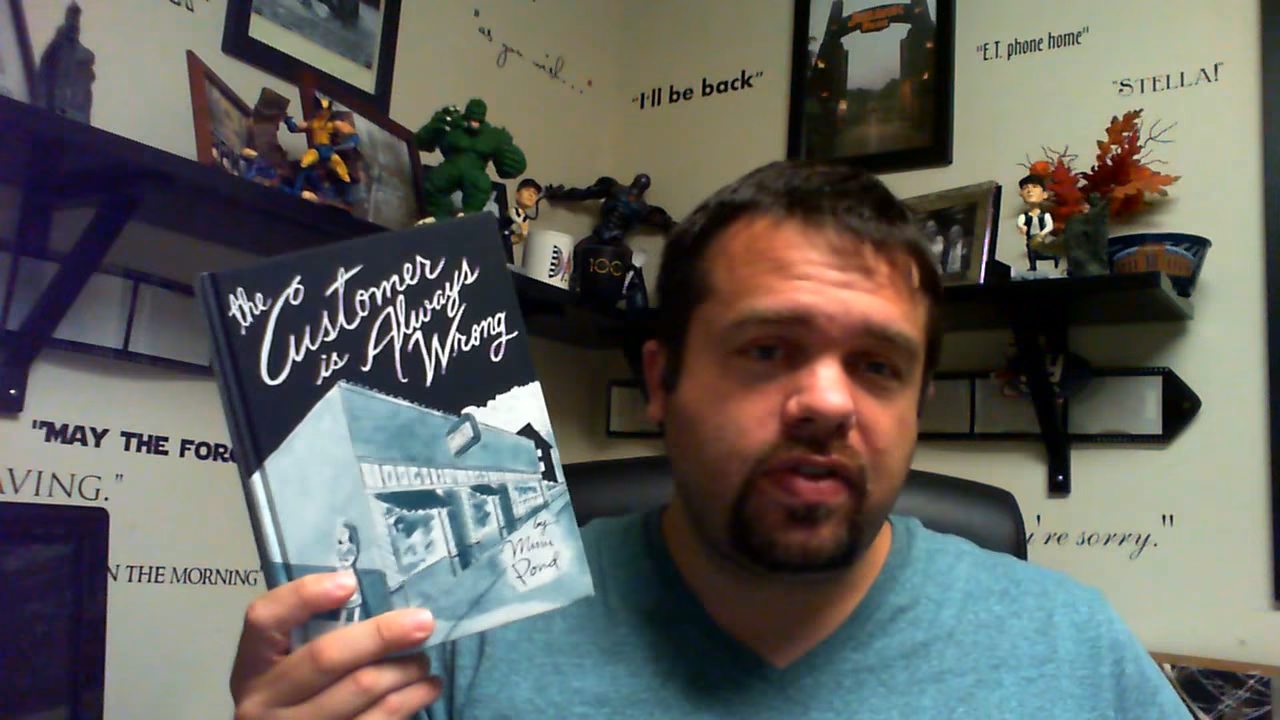 "as you wish...
"I'll be back"
"E.T. phone home"
"STELLA!"
100
the
Customer
is Always
Wrong
by
Mimi
Pond
"MAY THE FOR
AVING."
N THE MORNING"
're sorry."